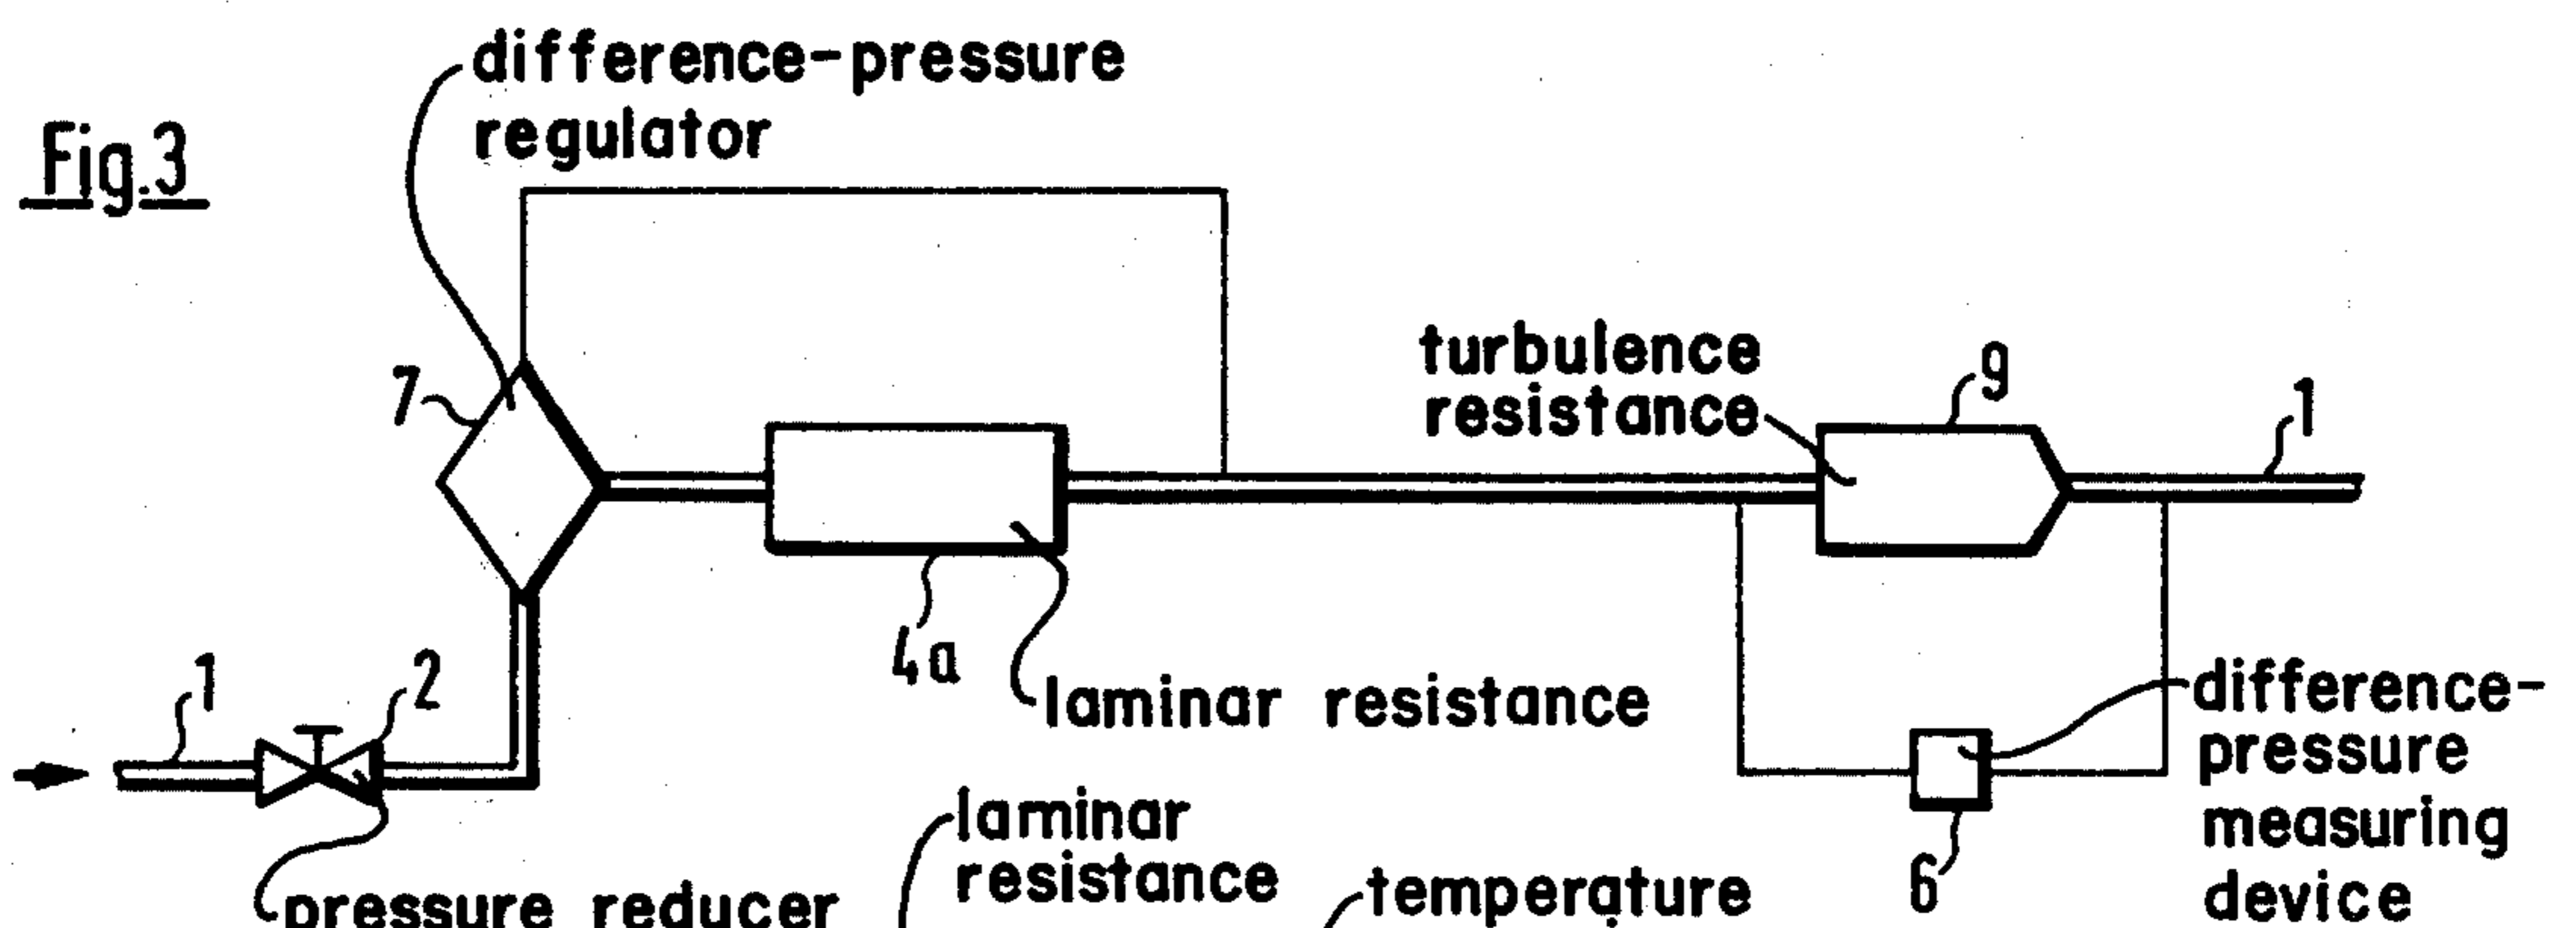 Fig.3
difference-pressure
regulator
7
turbulence
resistance
9
1
4a
laminar resistance
1
2
pressure reducer
difference-
pressure
measuring
device
6
laminar
resistance
temperature